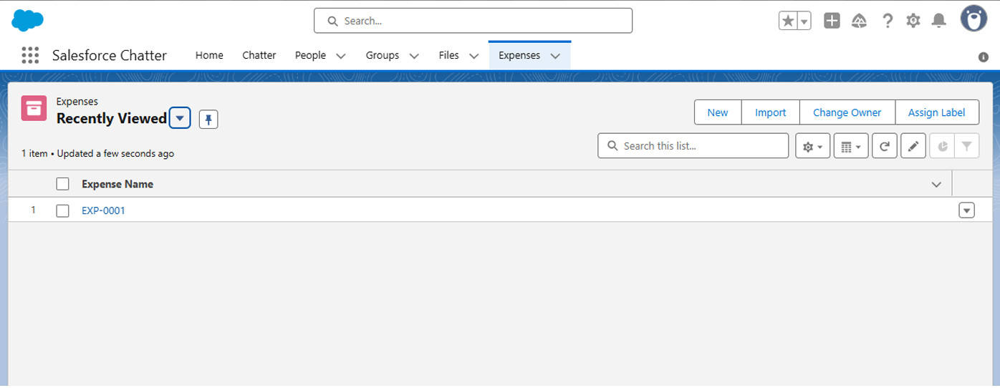 Search...
Salesforce Chatter Home Chatter People Groups Files Expenses
Expenses
Recently Viewed
New Import Change Owner Assign Label
1 item • Updated a few seconds ago
Search this list...
Expense Name
1 EXP-0001